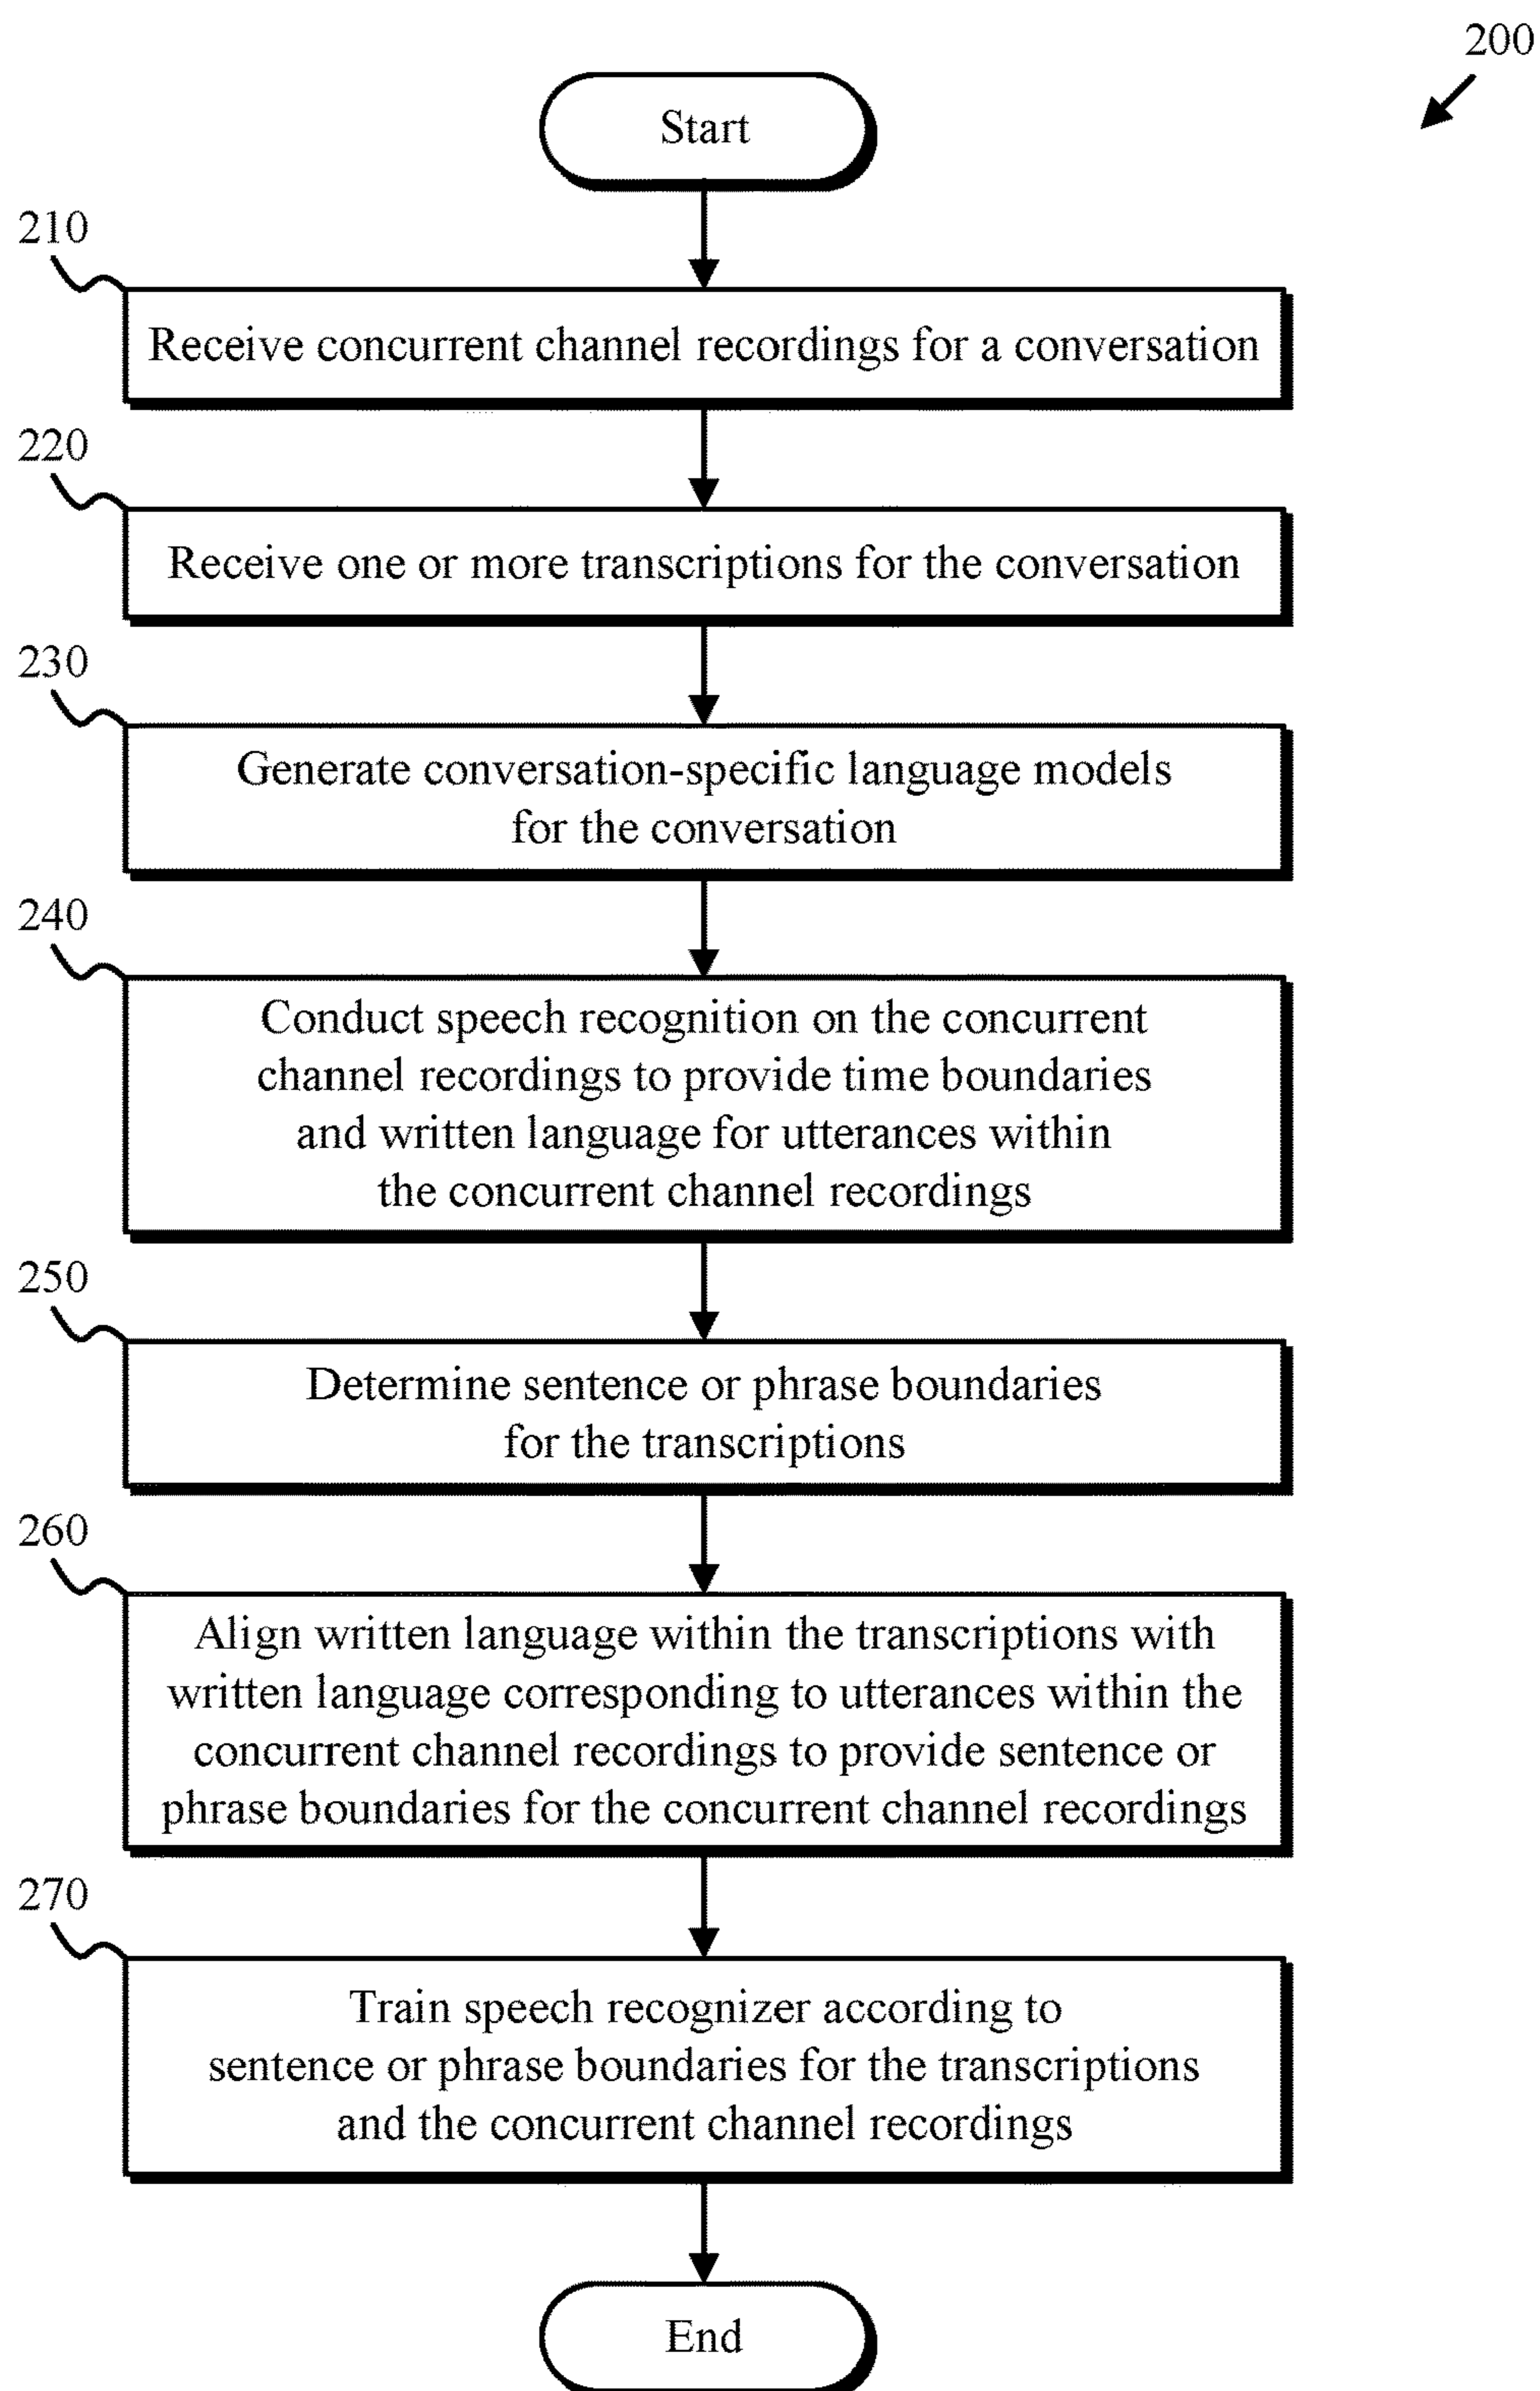 200
Start
210
Receive concurrent channel recordings for a conversation
220
Receive one or more transcriptions for the conversation
230
Generate conversation-specific language models
for the conversation
240
Conduct speech recognition on the concurrent
channel recordings to provide time boundaries
and written language for utterances within
the concurrent channel recordings
250
Determine sentence or phrase boundaries
for the transcriptions
260
Align written language within the transcriptions with
written language corresponding to utterances within the
concurrent channel recordings to provide sentence or
phrase boundaries for the concurrent channel recordings
270
Train speech recognizer according to
sentence or phrase boundaries for the transcriptions
and the concurrent channel recordings
End